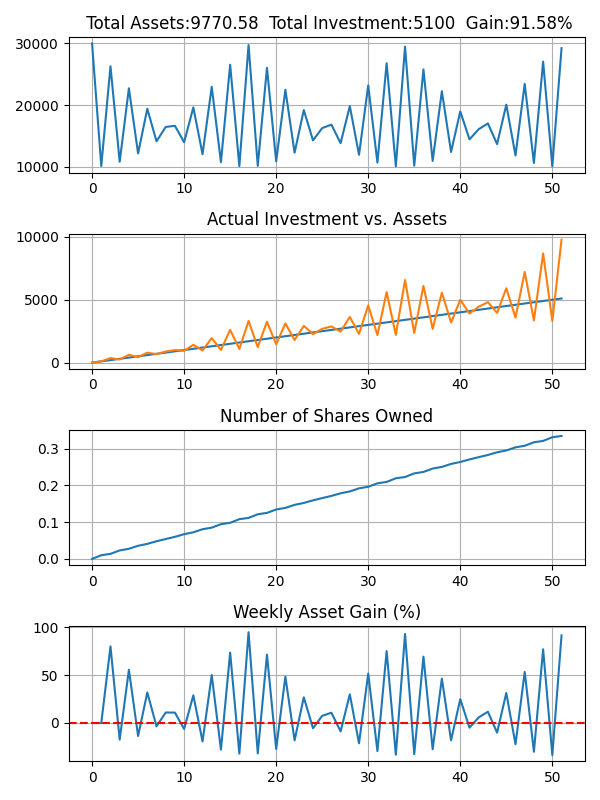 Total Assets:9770.58  Total Investment:5100  Gain:91.58%
30000
20000
10000
0 10 20 30 40 50
Actual Investment vs. Assets
10000
5000
0
0 10 20 30 40 50
Number of Shares Owned
0.3
0.2
0.1
0.0
0 10 20 30 40 50
Weekly Asset Gain (%)
100
50
0
0 10 20 30 40 50